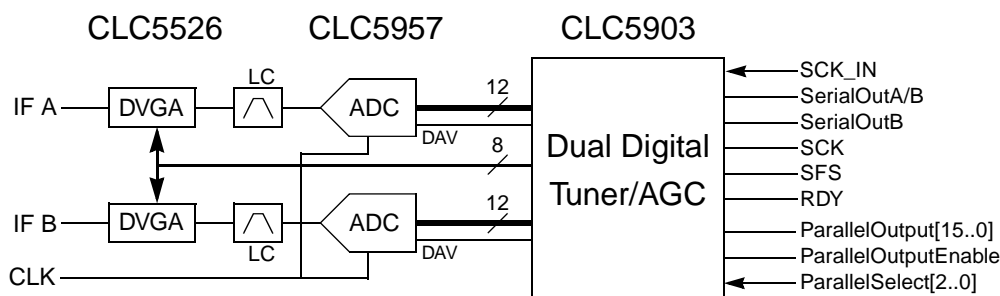 CLC5526 CLC5957 CLC5903
LC
IF A DVGA ADC 12
DAV
8
IF B DVGA ADC 12
LC
DAV
CLK
Dual Digital
Tuner/AGC
SCK_IN
SerialOutA/B
SerialOutB
SCK
SFS
RDY
ParallelOutput[15..0]
ParallelOutputEnable
ParallelSelect[2..0]